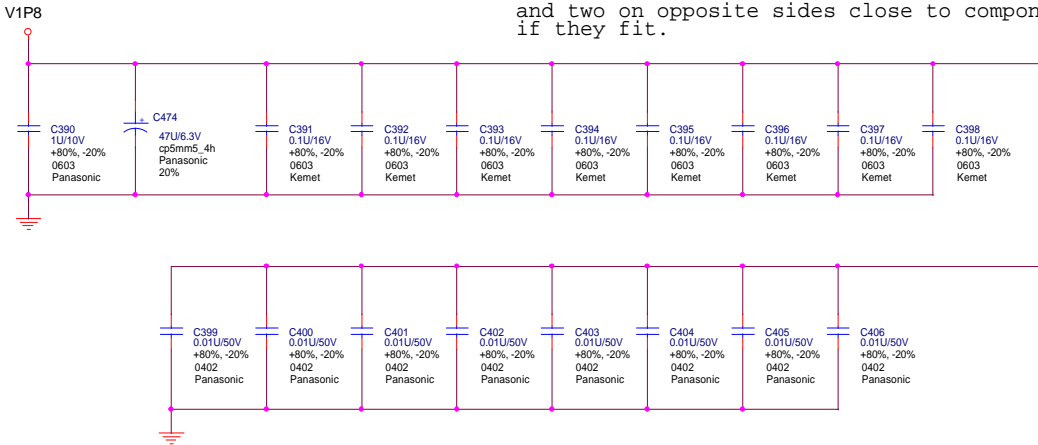 V1P8
and two on opposite sides close to compon
if they fit.
C390
1U/10V
+80%, -20%
0603
Panasonic
C474
+
47U/6.3V
cp5mm5_4h
Panasonic
20%
C391
0.1U/16V
+80%, -20%
0603
Kemet
C392
0.1U/16V
+80%, -20%
0603
Kemet
C393
0.1U/16V
+80%, -20%
0603
Kemet
C394
0.1U/16V
+80%, -20%
0603
Kemet
C395
0.1U/16V
+80%, -20%
0603
Kemet
C396
0.1U/16V
+80%, -20%
0603
Kemet
C397
0.1U/16V
+80%, -20%
0603
Kemet
C398
0.1U/16V
+80%, -20%
0603
Kemet
C399
0.01U/50V
+80%, -20%
0402
Panasonic
C400
0.01U/50V
+80%, -20%
0402
Panasonic
C401
0.01U/50V
+80%, -20%
0402
Panasonic
C402
0.01U/50V
+80%, -20%
0402
Panasonic
C403
0.01U/50V
+80%, -20%
0402
Panasonic
C404
0.01U/50V
+80%, -20%
0402
Panasonic
C405
0.01U/50V
+80%, -20%
0402
Panasonic
C406
0.01U/50V
+80%, -20%
0402
Panasonic